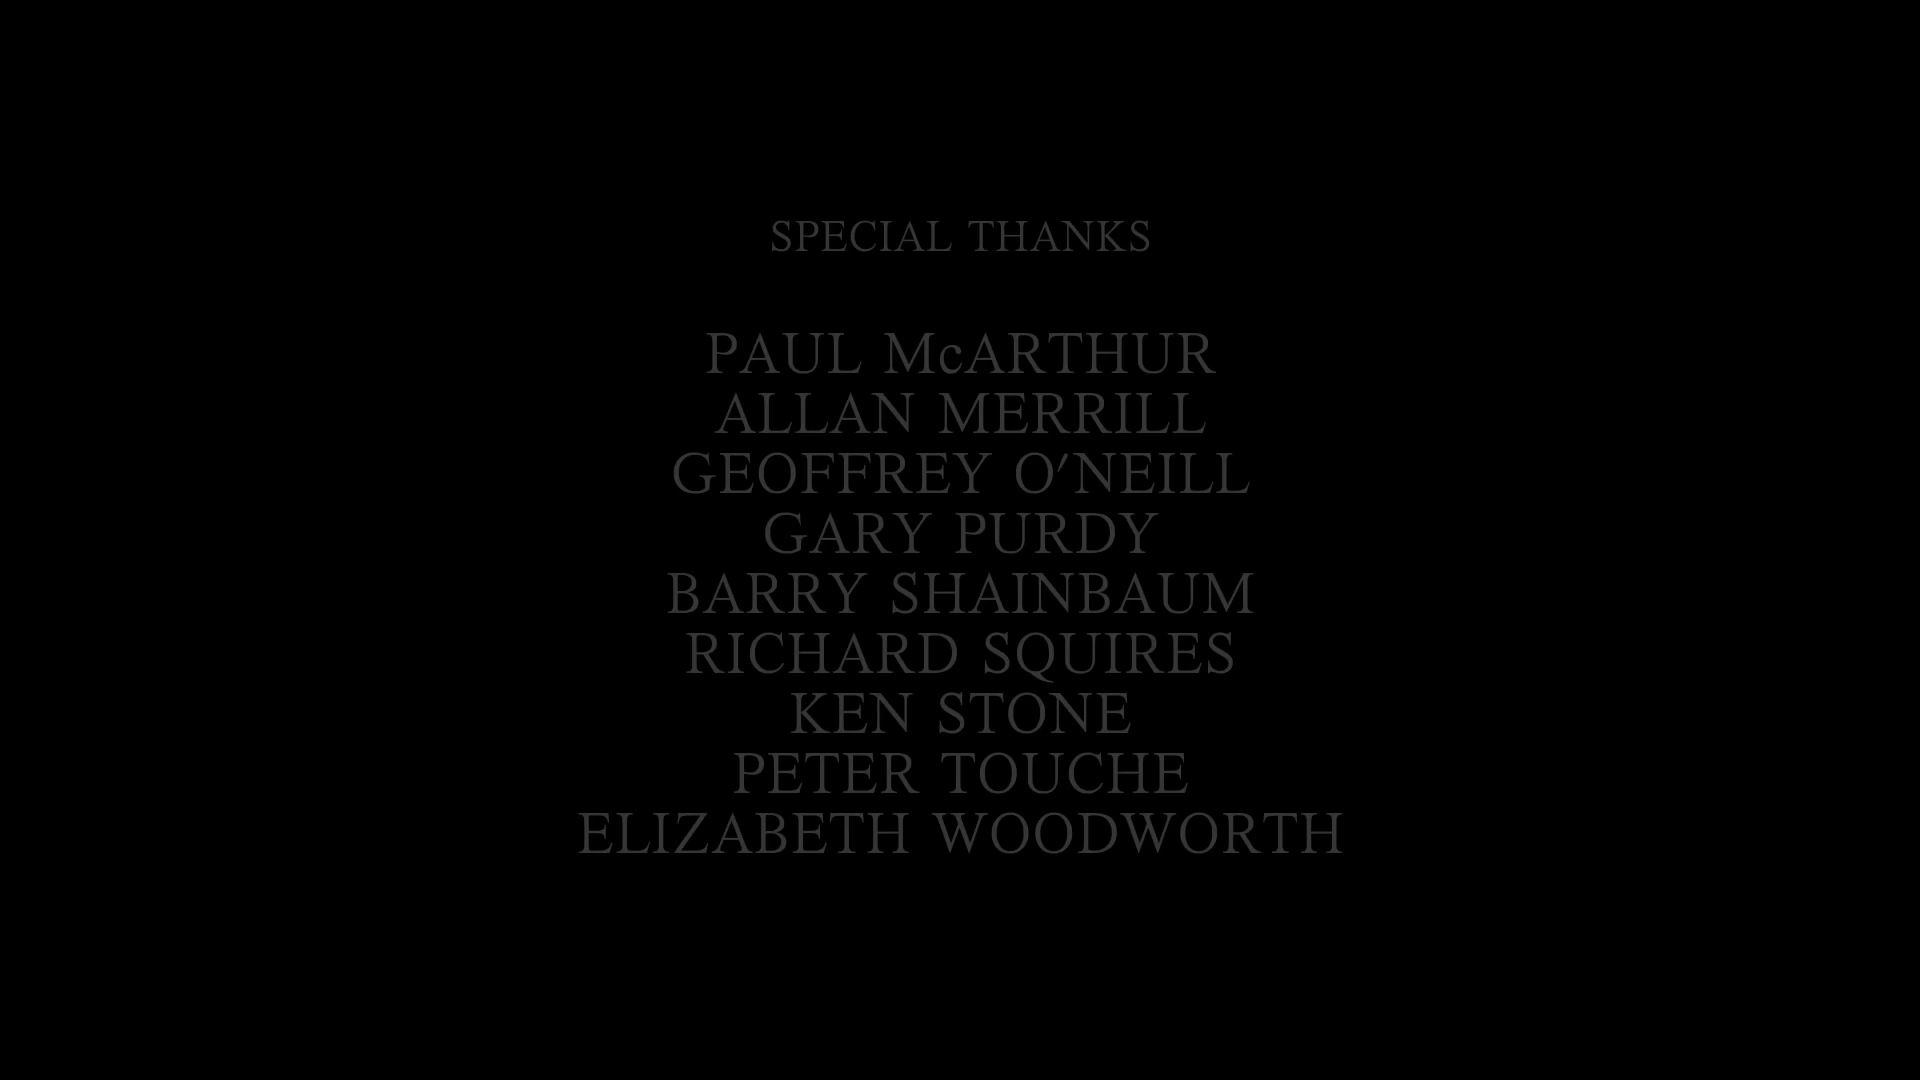 SPECIAL THANKS
PAUL McARTHUR
ALLAN MERRILL
GEOFFREY O'NEILL
GARY PURDY
BARRY SHAINBAUM
RICHARD SQUIRES
KEN STONE
PETER TOUCHE
ELIZABETH WOODWORTH